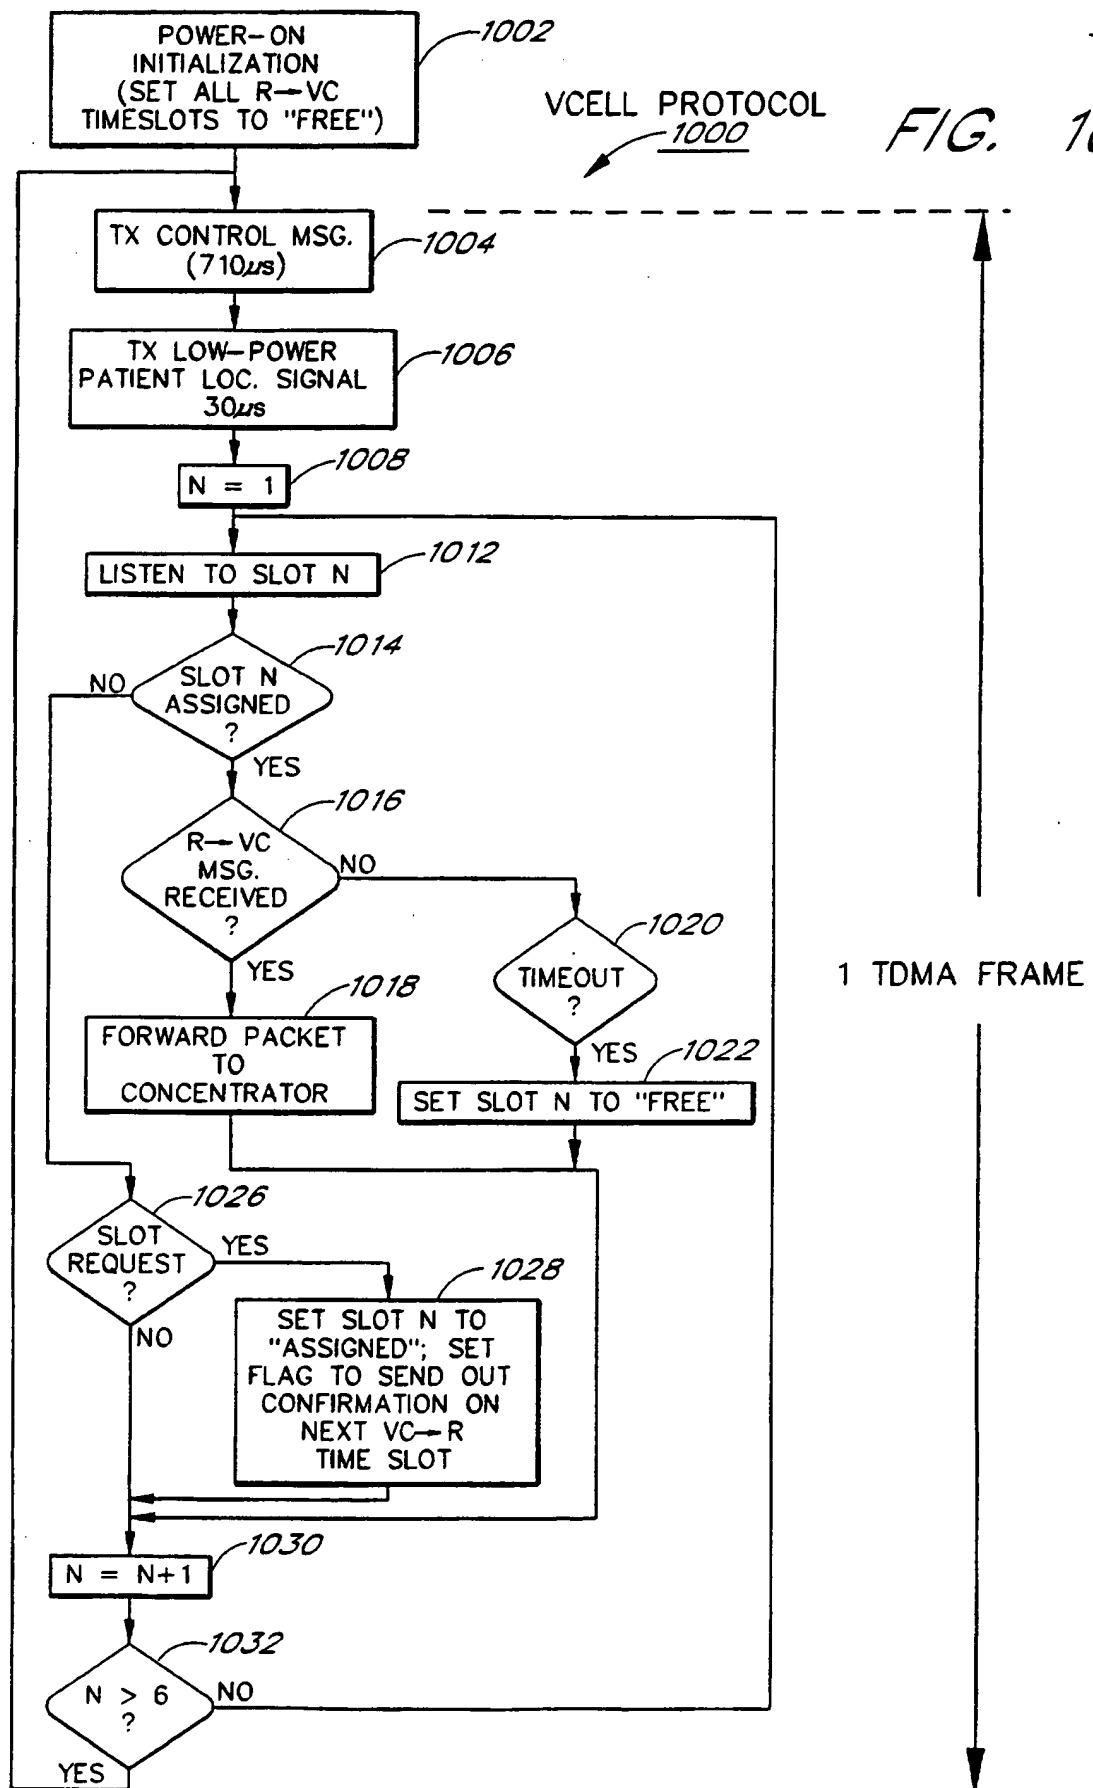 POWER-ON
INITIALIZATION
(SET ALL R→VC
TIMESLOTS TO "FREE")
1002
VCELL PROTOCOL
1000
FIG.
TX CONTROL MSG.
(710µs)
1004
TX LOW-POWER
PATIENT LOC. SIGNAL
30µs
1006
N = 1
1008
LISTEN TO SLOT N
1012
SLOT N
ASSIGNED
?
1014
NO
YES
R→VC
MSG.
RECEIVED
?
1016
NO
YES
TIMEOUT
?
1020
YES
1 TDMA FRAME
FORWARD PACKET
TO
CONCENTRATOR
1018
SET SLOT N TO "FREE"
1022
SLOT
REQUEST
?
1026
YES
NO
SET SLOT N TO
"ASSIGNED"; SET
FLAG TO SEND OUT
CONFIRMATION ON
NEXT VC→R
TIME SLOT
1028
N = N+1
1030
N > 6
?
1032
NO
YES